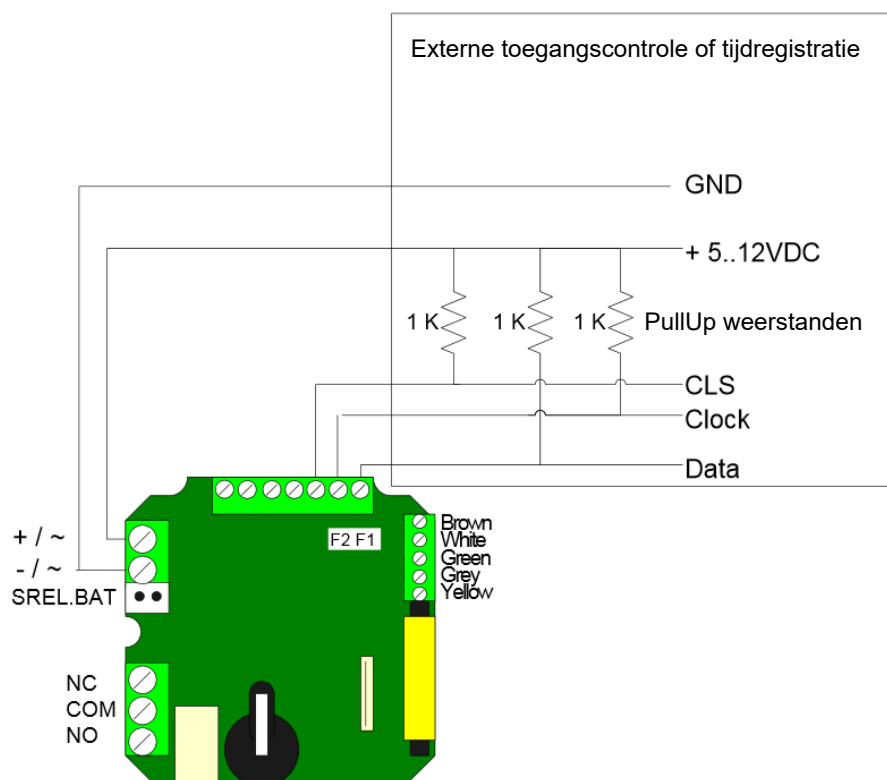 Externe toegangscontrole of tijdregistratie
GND
+ 5..12VDC
1 K 1 K 1 K PullUp weerstanden
CLS
Clock
Data
Brown
+ / ~ F2 F1 White
- / ~ Green
Grey
SREL.BAT Yellow
NC
COM
NO